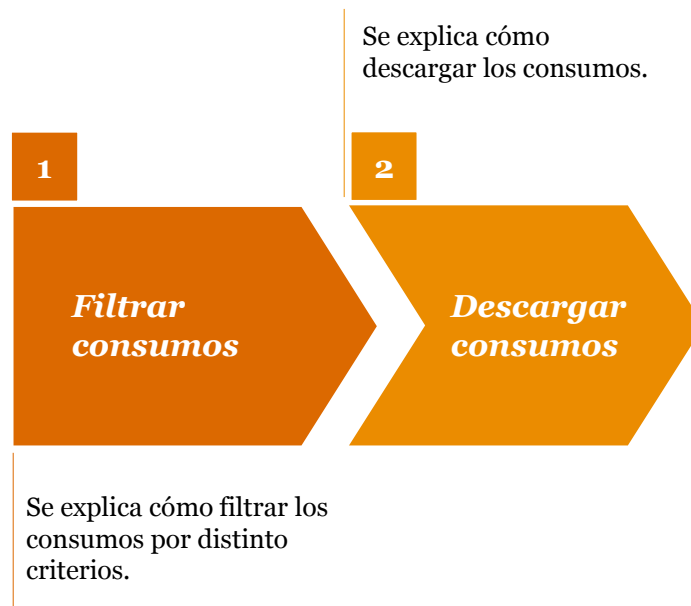 Se explica cómo
descargar los consumos.
1
2
Filtrar
consumos
Descargar
consumos
Se explica cómo filtrar los
consumos por distinto
criterios.